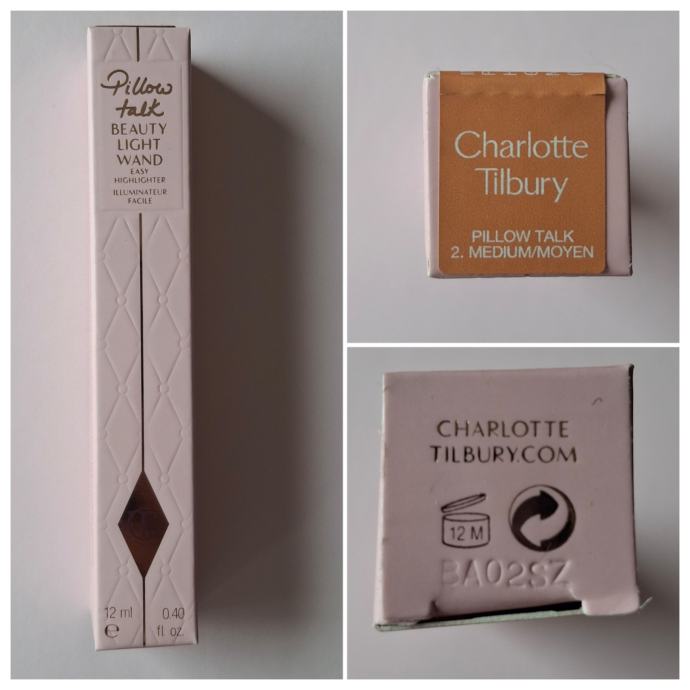 Pillow
talk
BEAUTY
LIGHT
WAND
EASY
HIGHLIGHTER
ILLUMINATEUR
FACILE
12 ml 0.40
e fl. oz.
Charlotte
Tilbury
PILLOW TALK
2. MEDIUM/MOYEN
CHARLOTTE
TILBURY.COM
12 M
BA02SZ